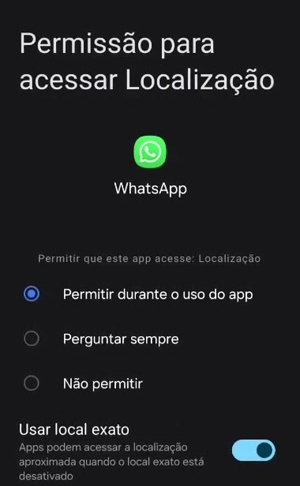 Permissão para
acessar Localização
WhatsApp
Permitir que este app acesse: Localização
Permitir durante o uso do app
Perguntar sempre
Não permitir
Usar local exato
Apps podem acessar a localização
aproximada quando o local exato está
desativado